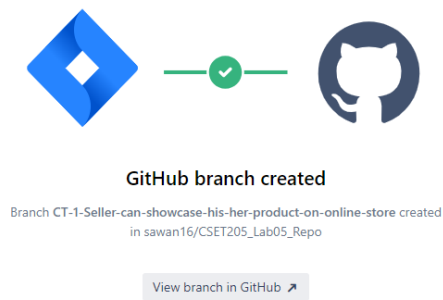 GitHub branch created
Branch CT-1-Seller-can-showcase-his-her-product-on-online-store created
in sawan16/CSET205_Lab05_Repo
View branch in GitHub ↗